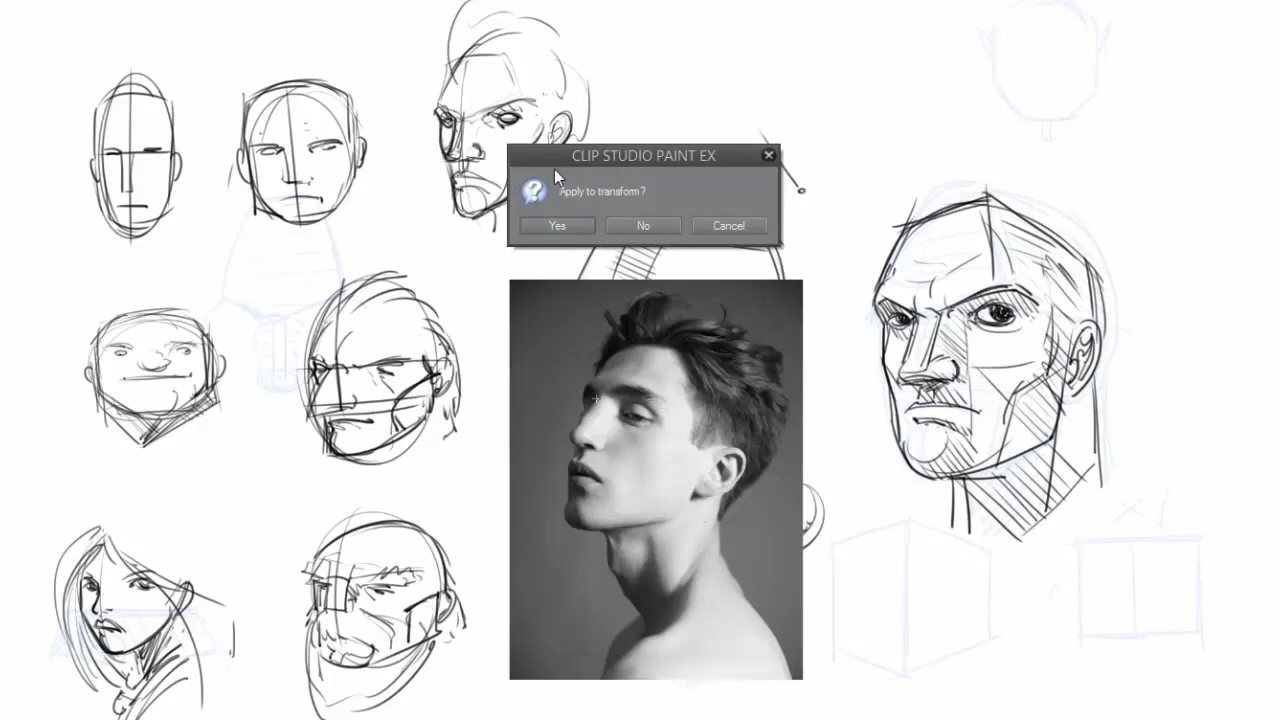 CLIP STUDIO PAINT EX
Apply to transform?
Yes
No
Cancel